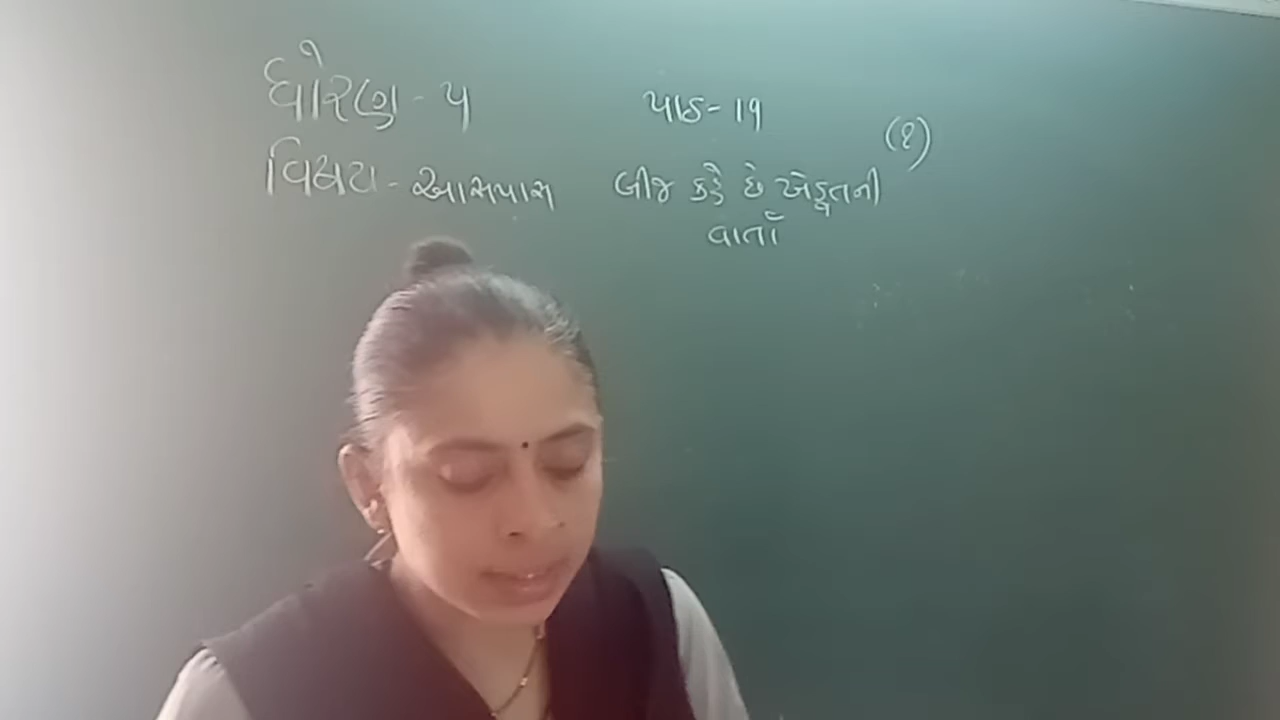 ધોરણ - ૫
વિષય - આસપાસ
પાઠ - ૧૧
બીજ કહે છે ખેડૂતની
વાર્તા
(૧)